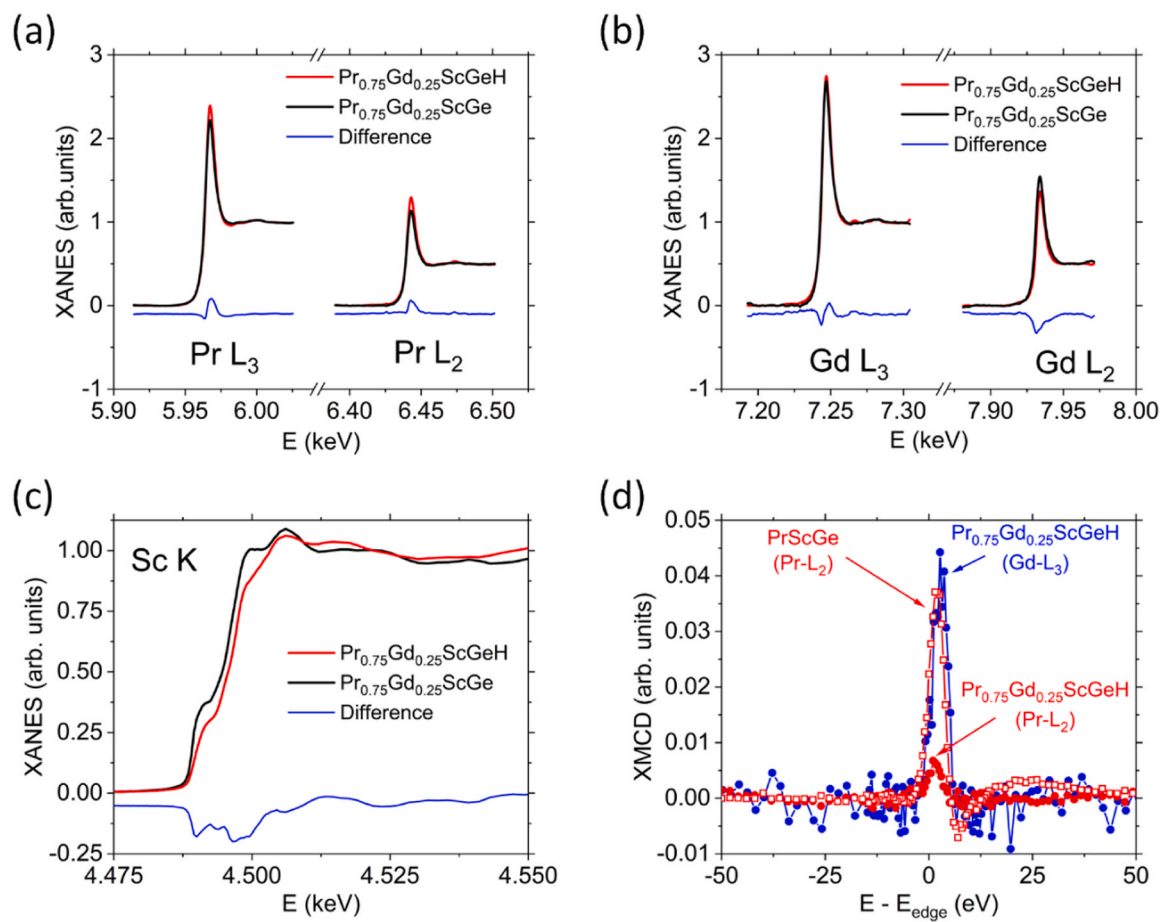 (a)
3
2
1
0
-1
XANES (arb.units)
Pr0.75Gd0.25ScGeH
Pr0.75Gd0.25ScGe
Difference
Pr L3
Pr L2
5.90 5.95 6.00 6.40 6.45 6.50
E (keV)
(b)
3
2
1
0
-1
XANES (arb.units)
Pr0.75Gd0.25ScGeH
Pr0.75Gd0.25ScGe
Difference
Gd L3
Gd L2
7.20 7.25 7.30 7.90 7.95 8.00
E (keV)
(c)
1.00
0.75
0.50
0.25
0.00
-0.25
XANES (arb. units)
Sc K
Pr0.75Gd0.25ScGeH
Pr0.75Gd0.25ScGe
Difference
4.475 4.500 4.525 4.550
E (keV)
(d)
0.05
0.04
0.03
0.02
0.01
0.00
-0.01
XMCD (arb. units)
PrScGe
(Pr-L2)
Pr0.75Gd0.25ScGeH
(Gd-L3)
Pr0.75Gd0.25ScGeH
(Pr-L2)
-50 -25 0 25 50
E - Eedge (eV)